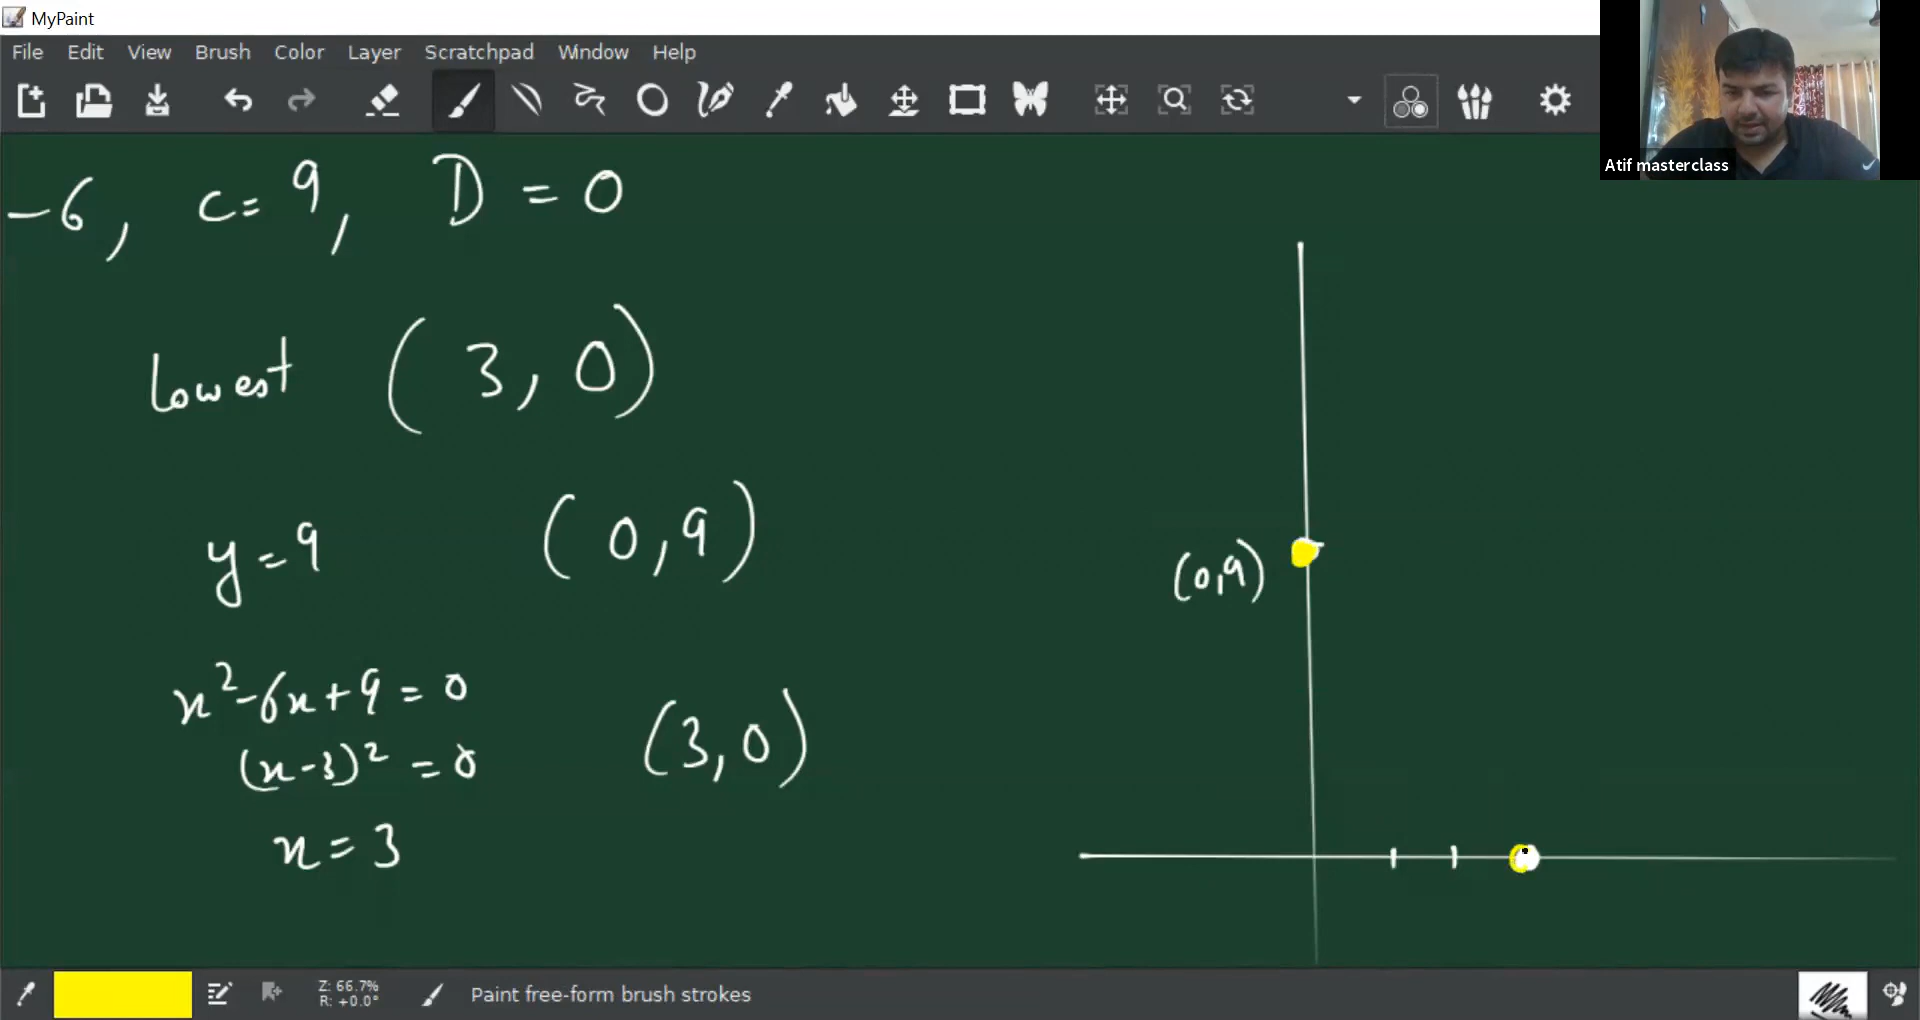 MyPaint
File Edit View Brush Color Layer Scratchpad Window Help
Atif masterclass
-6, c=9, D=0
Lowest (3,0)
y=9 (0,9)
(0,9)
x²-6x+9=0
(3,0)
(x-3)²=0
x=3
Z: 66.7%
R: +0.0°
Paint free-form brush strokes